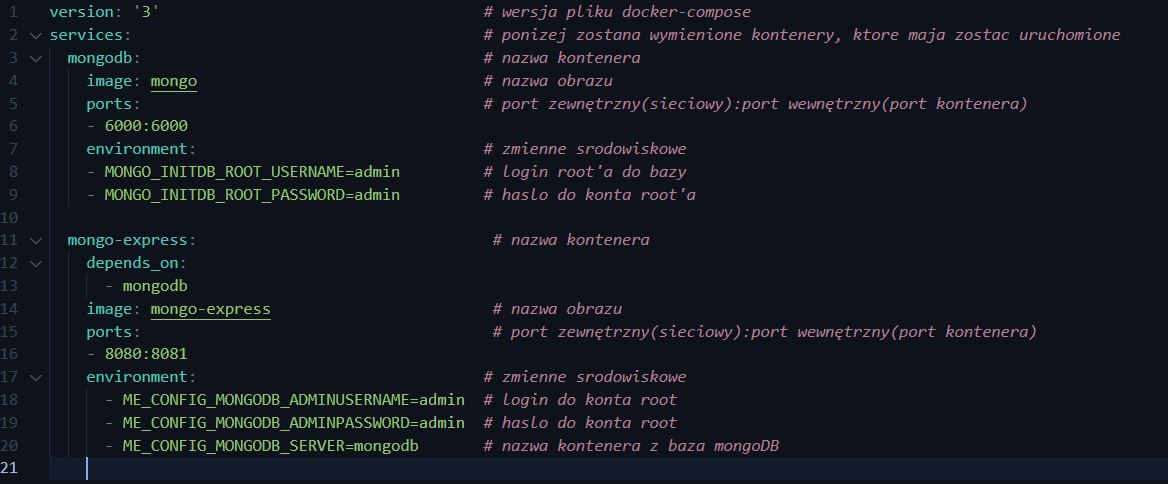 1 version: '3' # wersja pliku docker-compose
2 services: # ponizej zostana wymienione kontenery, ktore maja zostac uruchomione
3 mongodb: # nazwa kontenera
4 image: mongo # nazwa obrazu
5 ports: # port zewnętrzny(sieciowy):port wewnętrzny(port kontenera)
6 - 6000:6000
7 environment: # zmienne srodowiskowe
8 - MONGO_INITDB_ROOT_USERNAME=admin # login root'a do bazy
9 - MONGO_INITDB_ROOT_PASSWORD=admin # haslo do konta root'a
10
11 mongo-express: # nazwa kontenera
12 depends_on:
13 - mongodb
14 image: mongo-express # nazwa obrazu
15 ports: # port zewnętrzny(sieciowy):port wewnętrzny(port kontenera)
16 - 8080:8081
17 environment: # zmienne srodowiskowe
18 - ME_CONFIG_MONGODB_ADMINUSERNAME=admin # login do konta root
19 - ME_CONFIG_MONGODB_ADMINPASSWORD=admin # haslo do konta root
20 - ME_CONFIG_MONGODB_SERVER=mongodb # nazwa kontenera z baza mongoDB
21